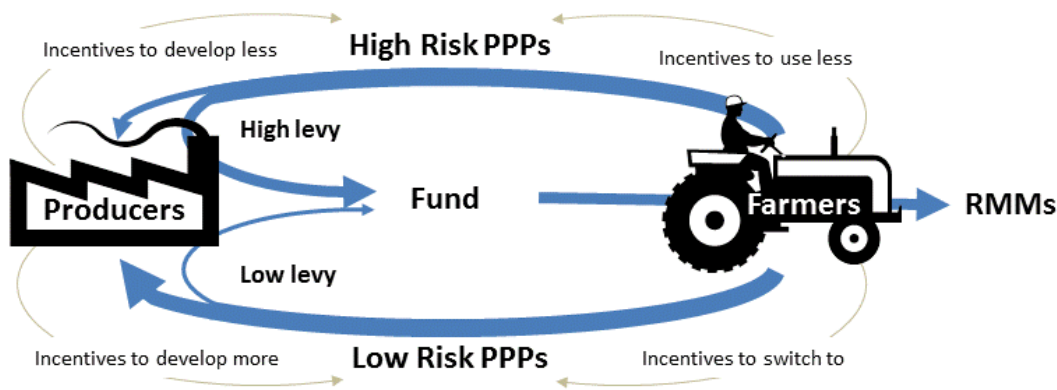 Incentives to develop less
High Risk PPPs
Incentives to use less
High levy
Producers
Fund
Farmers
RMMs
Low levy
Incentives to develop more
Low Risk PPPs
Incentives to switch to